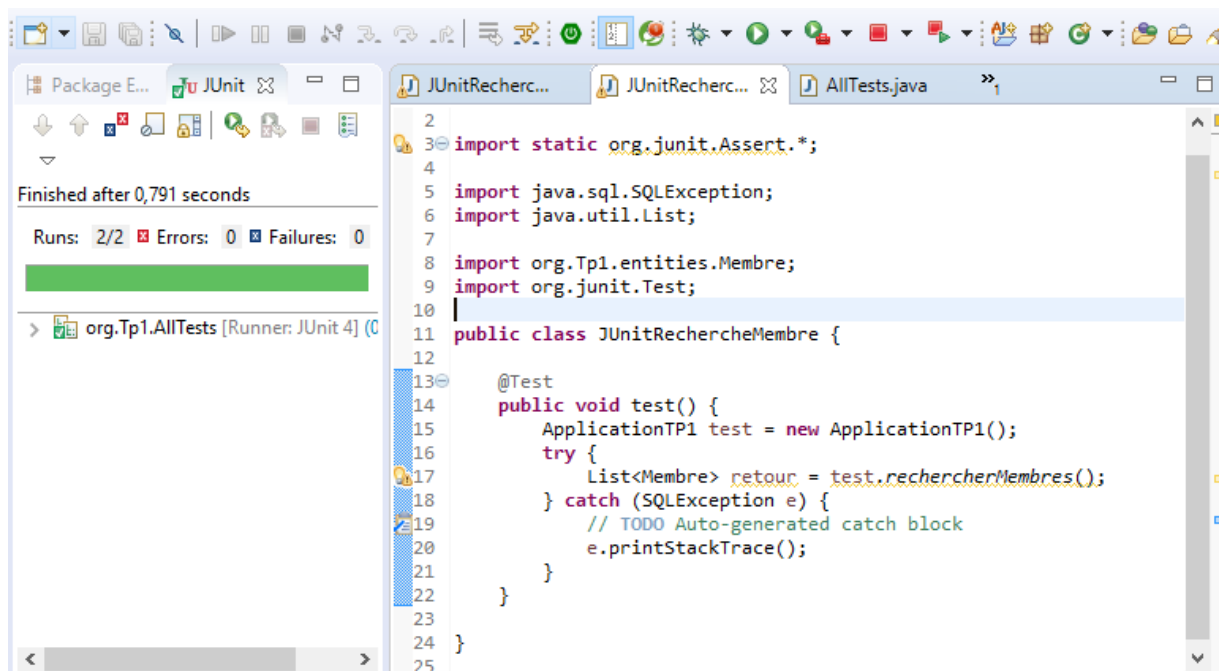 Package E...
JUnit
Finished after 0,791 seconds
Runs: 2/2 Errors: 0 Failures: 0
org.Tp1.AllTests [Runner: JUnit 4] (0
JUnitRecherc...
JUnitRecherc...
AllTests.java
»1
2
3 import static org.junit.Assert.*;
4
5 import java.sql.SQLException;
6 import java.util.List;
7
8 import org.Tp1.entities.Membre;
9 import org.junit.Test;
10
11 public class JUnitRechercheMembre {
12
13 @Test
14 public void test() {
15 ApplicationTP1 test = new ApplicationTP1();
16 try {
17 List<Membre> retour = test.rechercherMembres();
18 } catch (SQLException e) {
19 // TODO Auto-generated catch block
20 e.printStackTrace();
21 }
22 }
23
24 }
25